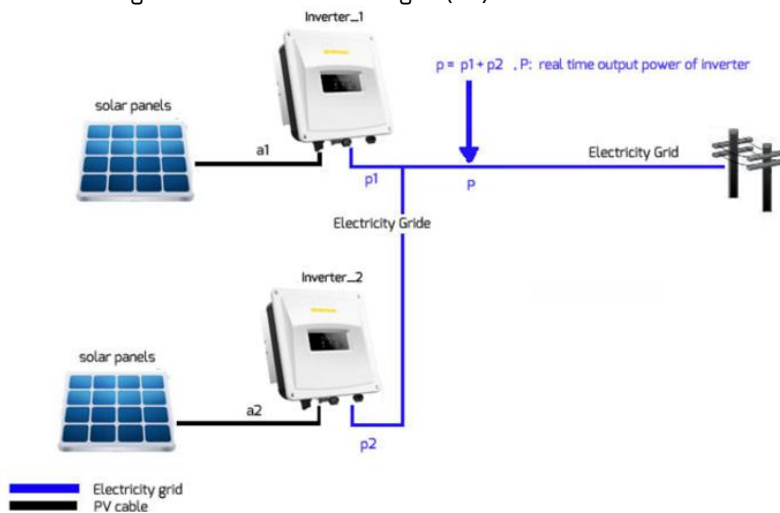 Inverter_1
p = p1 + p2 , P: real time output power of inverter
solar panels
a1
Electricity Grid
p1
P
Electricity Gride
Inverter_2
solar panels
a2
p2
Electricity grid
PV cable